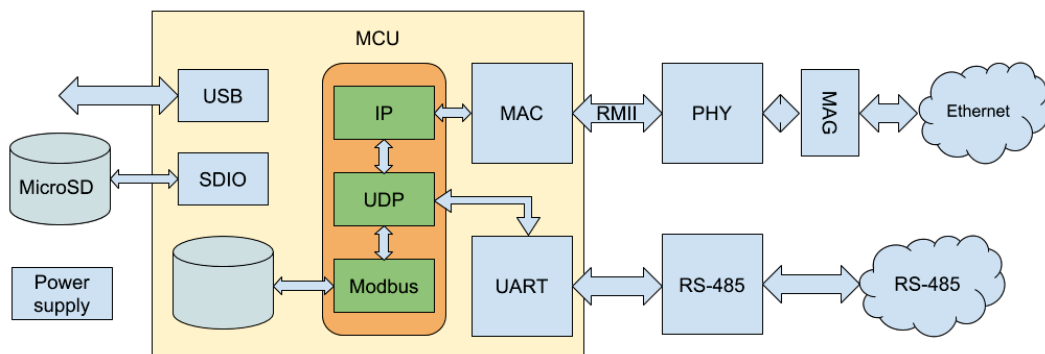 MCU
USB
IP
MAC
RMII
PHY
MAG
Ethernet
MicroSD
SDIO
UDP
Power
supply
Modbus
UART
RS-485
RS-485